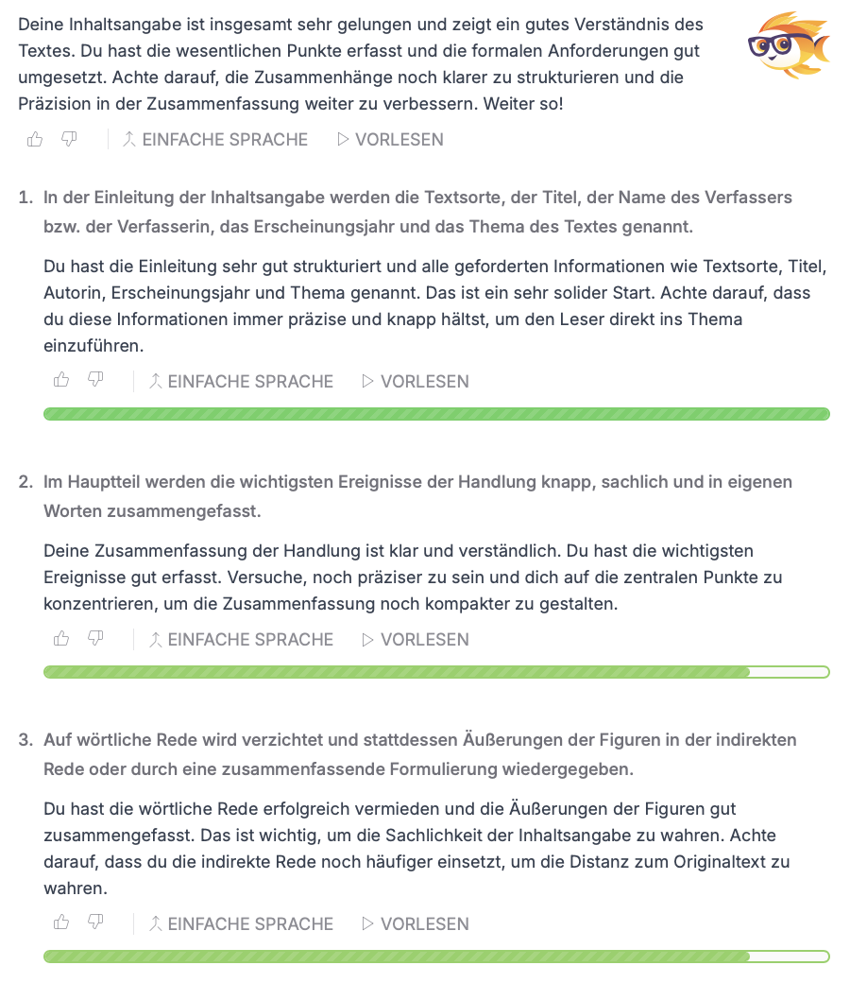 Deine Inhaltsangabe ist insgesamt sehr gelungen und zeigt ein gutes Verständnis des
Textes. Du hast die wesentlichen Punkte erfasst und die formalen Anforderungen gut
umgesetzt. Achte darauf, die Zusammenhänge noch klarer zu strukturieren und die
Präzision in der Zusammenfassung weiter zu verbessern. Weiter so!
EINFACHE SPRACHE VORLESEN
1. In der Einleitung der Inhaltsangabe werden die Textsorte, der Titel, der Name des Verfassers
bzw. der Verfasserin, das Erscheinungsjahr und das Thema des Textes genannt.
Du hast die Einleitung sehr gut strukturiert und alle geforderten Informationen wie Textsorte, Titel,
Autorin, Erscheinungsjahr und Thema genannt. Das ist ein sehr solider Start. Achte darauf, dass
du diese Informationen immer präzise und knapp hältst, um den Leser direkt ins Thema
einzuführen.
EINFACHE SPRACHE VORLESEN
2. Im Hauptteil werden die wichtigsten Ereignisse der Handlung knapp, sachlich und in eigenen
Worten zusammengefasst.
Deine Zusammenfassung der Handlung ist klar und verständlich. Du hast die wichtigsten
Ereignisse gut erfasst. Versuche, noch präziser zu sein und dich auf die zentralen Punkte zu
konzentrieren, um die Zusammenfassung noch kompakter zu gestalten.
EINFACHE SPRACHE VORLESEN
3. Auf wörtliche Rede wird verzichtet und stattdessen Äußerungen der Figuren in der indirekten
Rede oder durch eine zusammenfassende Formulierung wiedergegeben.
Du hast die wörtliche Rede erfolgreich vermieden und die Äußerungen der Figuren gut
zusammengefasst. Das ist wichtig, um die Sachlichkeit der Inhaltsangabe zu wahren. Achte
darauf, dass du die indirekte Rede noch häufiger einsetzt, um die Distanz zum Originaltext zu
wahren.
EINFACHE SPRACHE VORLESEN